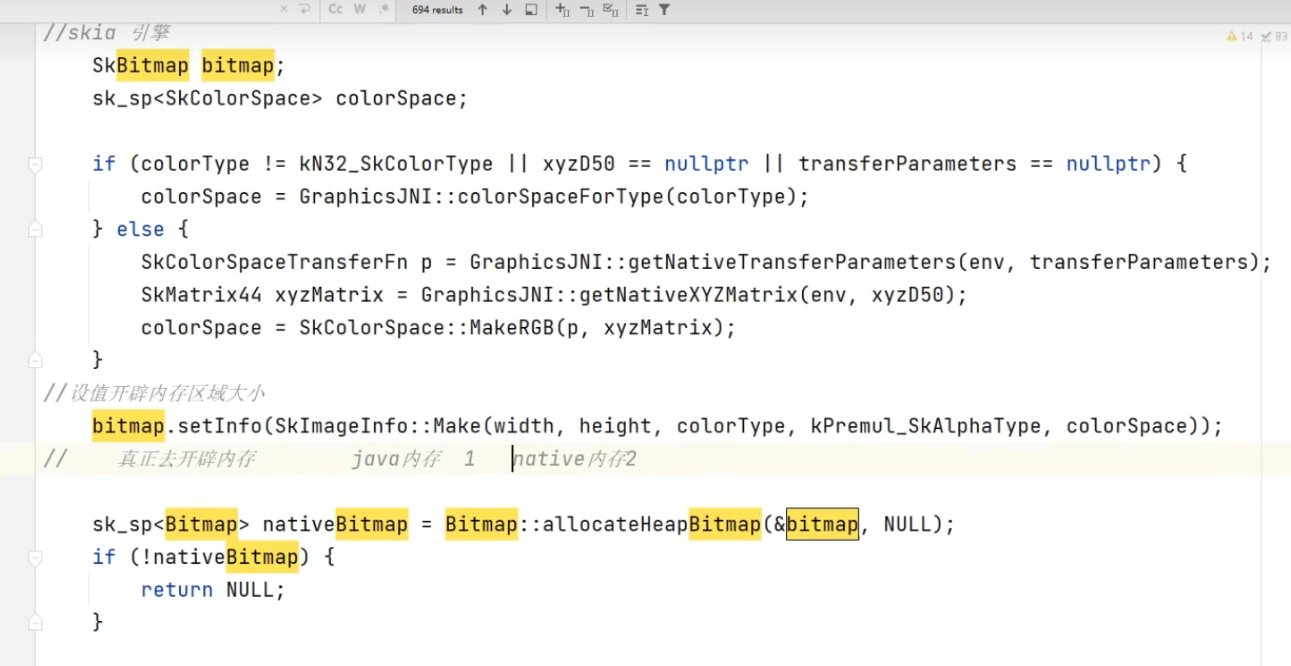 Cc W .* 694 results
//skia 引擎
14 83
SkBitmap bitmap;
sk_sp<SkColorSpace> colorSpace;
if (colorType != kN32_SkColorType || xyzD50 == nullptr || transferParameters == nullptr) {
colorSpace = GraphicsJNI::colorSpaceForType(colorType);
} else {
SkColorSpaceTransferFn p = GraphicsJNI::getNativeTransferParameters(env, transferParameters);
SkMatrix44 xyzMatrix = GraphicsJNI::getNativeXYZMatrix(env, xyzD50);
colorSpace = SkColorSpace::MakeRGB(p, xyzMatrix);
}
//设值开辟内存区域大小
bitmap.setInfo(SkImageInfo::Make(width, height, colorType, kPremul_SkAlphaType, colorSpace));
// 真正去开辟内存 java内存 1 native内存2
sk_sp<Bitmap> nativeBitmap = Bitmap::allocateHeapBitmap(&bitmap, NULL);
if (!nativeBitmap) {
return NULL;
}